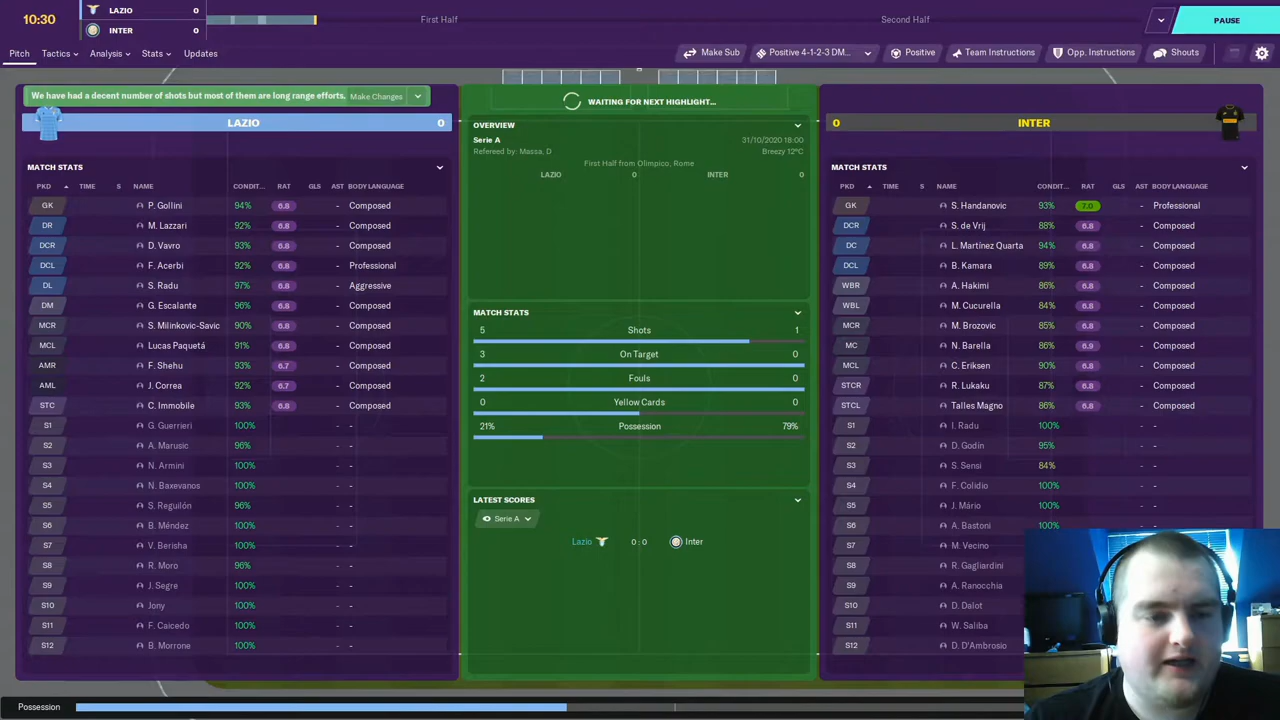 10:30
LAZIO 0
INTER 0
First Half
Second Half
PAUSE
Pitch Tactics Analysis Stats Updates
Make Sub Positive 4-1-2-3 DM... Positive Team Instructions Opp. Instructions Shouts
We have had a decent number of shots but most of them are long range efforts. Make Changes
LAZIO 0
MATCH STATS
PKD TIME S NAME CONDIT... RAT GLS AST BODY LANGUAGE
GK P. Gollini 94% 6.8 - Composed
DR M. Lazzari 92% 6.8 - Composed
DCR D. Vavro 93% 6.8 - Composed
DCL F. Acerbi 92% 6.8 - Professional
DL S. Radu 97% 6.8 - Aggressive
DM G. Escalante 96% 6.8 - Composed
MCR S. Milinkovic-Savic 90% 6.8 - Composed
MCL Lucas Paquetá 91% 6.8 - Composed
AMR F. Shehu 93% 6.7 - Composed
AML J. Correa 92% 6.7 - Composed
STC C. Immobile 93% 6.8 - Composed
S1 G. Guerrieri 100% - -
S2 A. Marusic 96% - -
S3 N. Armini 100% - -
S4 N. Baxevanos 100% - -
S5 S. Reguilón 96% - -
S6 B. Méndez 100% - -
S7 V. Berisha 100% - -
S8 R. Moro 96% - -
S9 J. Segre 100% - -
S10 Jony 100% - -
S11 F. Caicedo 100% - -
S12 B. Morrone 100% - -
WAITING FOR NEXT HIGHLIGHT...
OVERVIEW
Serie A 31/10/2020 18:00
Refereed by: Massa, D Breezy 12°C
First Half from Olimpico, Rome
LAZIO 0 INTER 0
MATCH STATS
5 Shots 1
3 On Target 0
2 Fouls 0
0 Yellow Cards 0
21% Possession 79%
LATEST SCORES
Serie A
Lazio 0 : 0 Inter
0 INTER
MATCH STATS
PKD TIME S NAME CONDIT... RAT GLS AST BODY LANGUAGE
GK S. Handanovic 93% 7.0 - Professional
DCR S. de Vrij 88% 6.8 - Composed
DC L. Martínez Quarta 94% 6.8 - Composed
DCL B. Kamara 89% 6.8 - Composed
WBR A. Hakimi 86% 6.8 - Composed
WBL M. Cucurella 84% 6.8 - Composed
MCR M. Brozovic 85% 6.8 - Composed
MC N. Barella 86% 6.9 - Composed
MCL C. Eriksen 90% 6.8 - Composed
STCR R. Lukaku 87% 6.8 - Composed
STCL Talles Magno 86% 6.8 - Composed
S1 I. Radu 100% - -
S2 D. Godín 95% - -
S3 S. Sensi 84% - -
S4 F. Colidio 100% - -
S5 J. Mário 100% - -
S6 A. Bastoni 100% - -
S7 M. Vecino
S8 R. Gagliardini
S9 A. Ranocchia
S10 D. Dalot
S11 W. Saliba
S12 D. D'Ambrosio
Possession